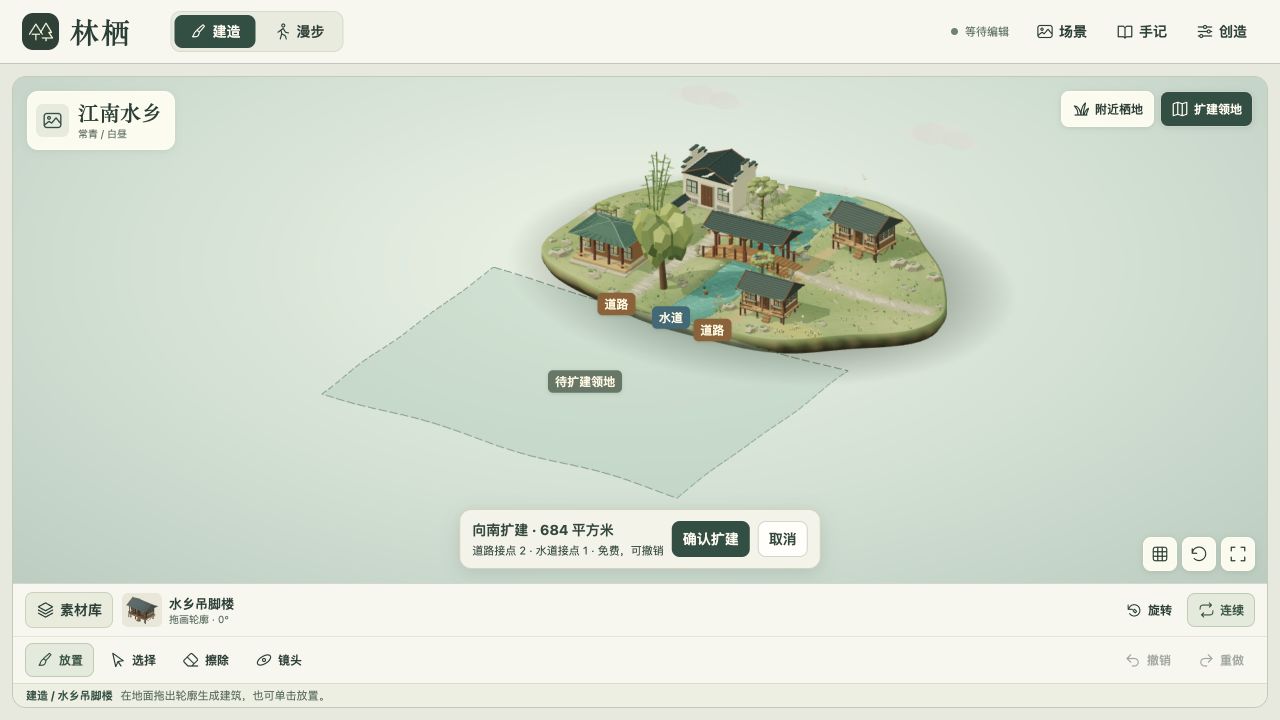 林栖
建造
漫步
等待编辑
场景
手记
创造
江南水乡
常青 / 白昼
附近栖地
扩建领地
道路
水道
道路
待扩建领地
向南扩建 · 684 平方米
道路接点 2 · 水道接点 1 · 免费，可撤销
确认扩建
取消
素材库
水乡吊脚楼
拖画轮廓 · 0°
旋转
连续
放置
选择
擦除
镜头
撤销
重做
建造 / 水乡吊脚楼 在地面拖出轮廓生成建筑，也可单击放置。